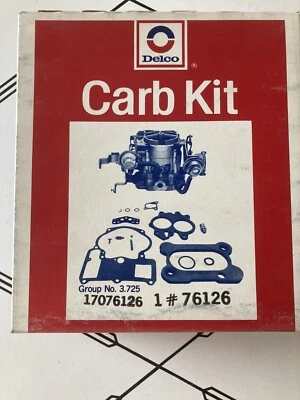 Delco
®
Carb Kit
Group No. 3.725
17076126 1 # 76126